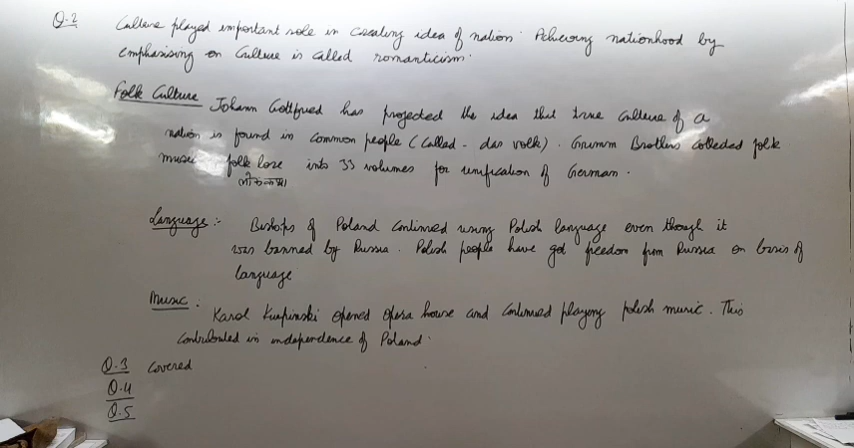 Q.2 Culture played important role in creating idea of nation. Achieving nationhood by
emphasising on Culture is called romanticism.
Folk Culture Johann Gottfried has projected the idea that true culture of a
nation is found in common people (called - das volk). Grimm Brothers collected folk
music folk lore into 33 volumes for unification of German.
लोककथा
Language :- Bishops of Poland continued using Polish language even though it
was banned by Russia. Polish people have got freedom from Russia on basis of
language
Music : Karol Kurpinski opened opera house and continued playing polish music. This
contributed in independence of Poland.
Q.3 Covered
Q.4
Q.5